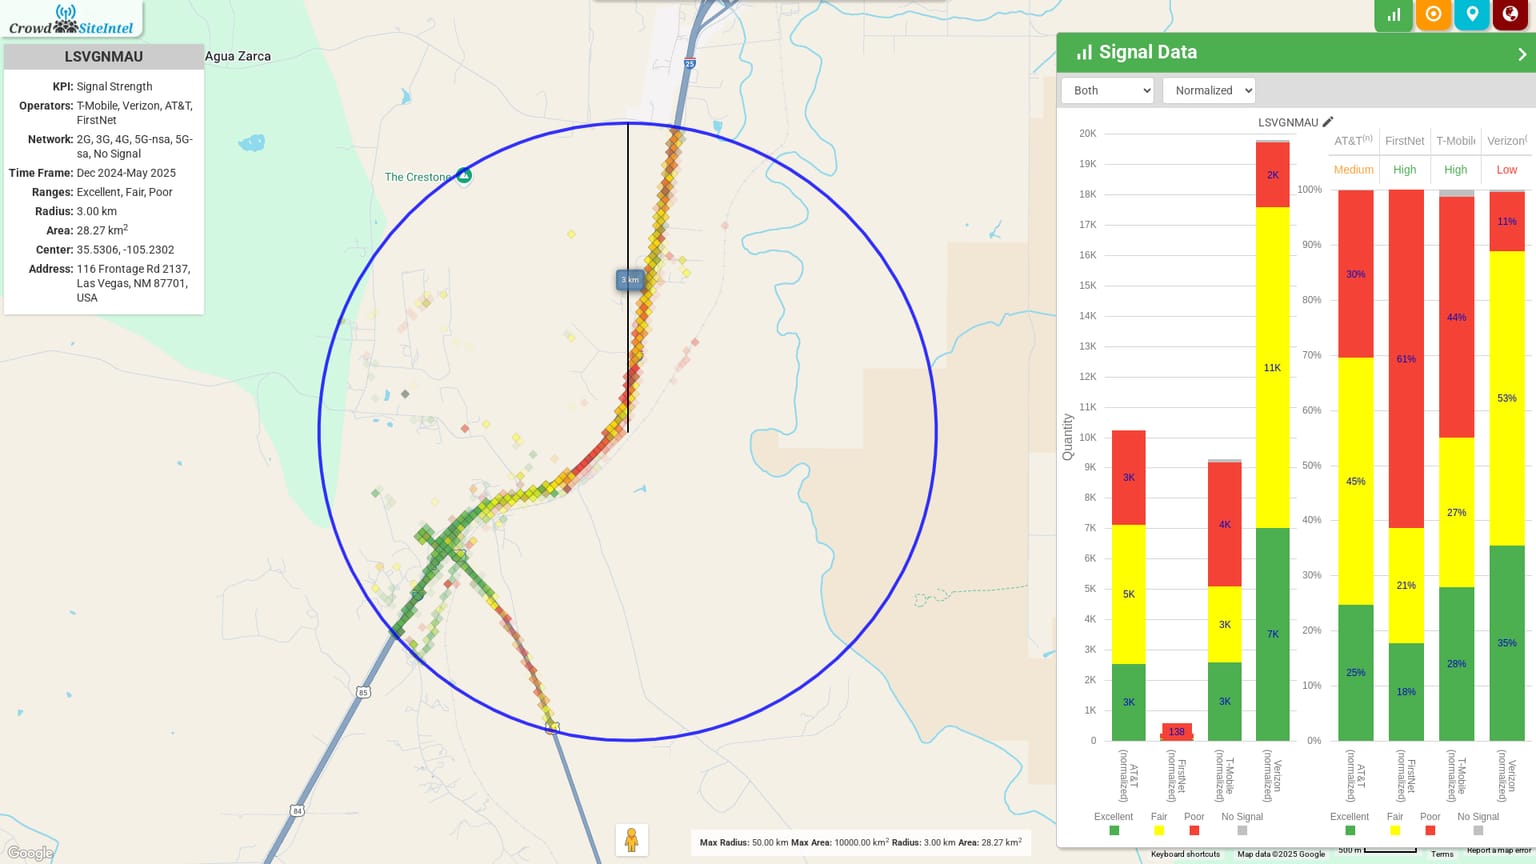 Crowd SiteIntel
LSVGNMAU
KPI: Signal Strength
Operators: T-Mobile, Verizon, AT&T,
FirstNet
Network: 2G, 3G, 4G, 5G-nsa, 5G-
sa, No Signal
Time Frame: Dec 2024-May 2025
Ranges: Excellent, Fair, Poor
Radius: 3.00 km
Area: 28.27 km²
Center: 35.5306, -105.2302
Address: 116 Frontage Rd 2137,
Las Vegas, NM 87701,
USA
Agua Zarca
25
The Crestone
3 km
85
84
Google
Max Radius: 50.00 km Max Area: 10000.00 km² Radius: 3.00 km Area: 28.27 km²
Signal Data
Both
Normalized
LSVGNMAU
Quantity
20K
19K
18K
17K
16K
15K
14K
13K
12K
11K
10K
9K
8K
7K
6K
5K
4K
3K
2K
1K
0
3K
5K
3K
138
4K
3K
3K
2K
11K
7K
AT&T (normalized)
FirstNet (normalized)
T-Mobile (normalized)
Verizon (normalized)
Excellent Fair Poor No Signal
AT&T(n) FirstNet T-Mobile Verizon(
Medium High High Low
100%
90%
80%
70%
60%
50%
40%
30%
20%
10%
0%
30%
45%
25%
61%
21%
18%
44%
27%
28%
11%
53%
35%
AT&T (normalized)
FirstNet (normalized)
T-Mobile (normalized)
Verizon (normalized)
Excellent Fair Poor No Signal
Keyboard shortcuts Map data ©2025 Google 500 m Terms Report a map error